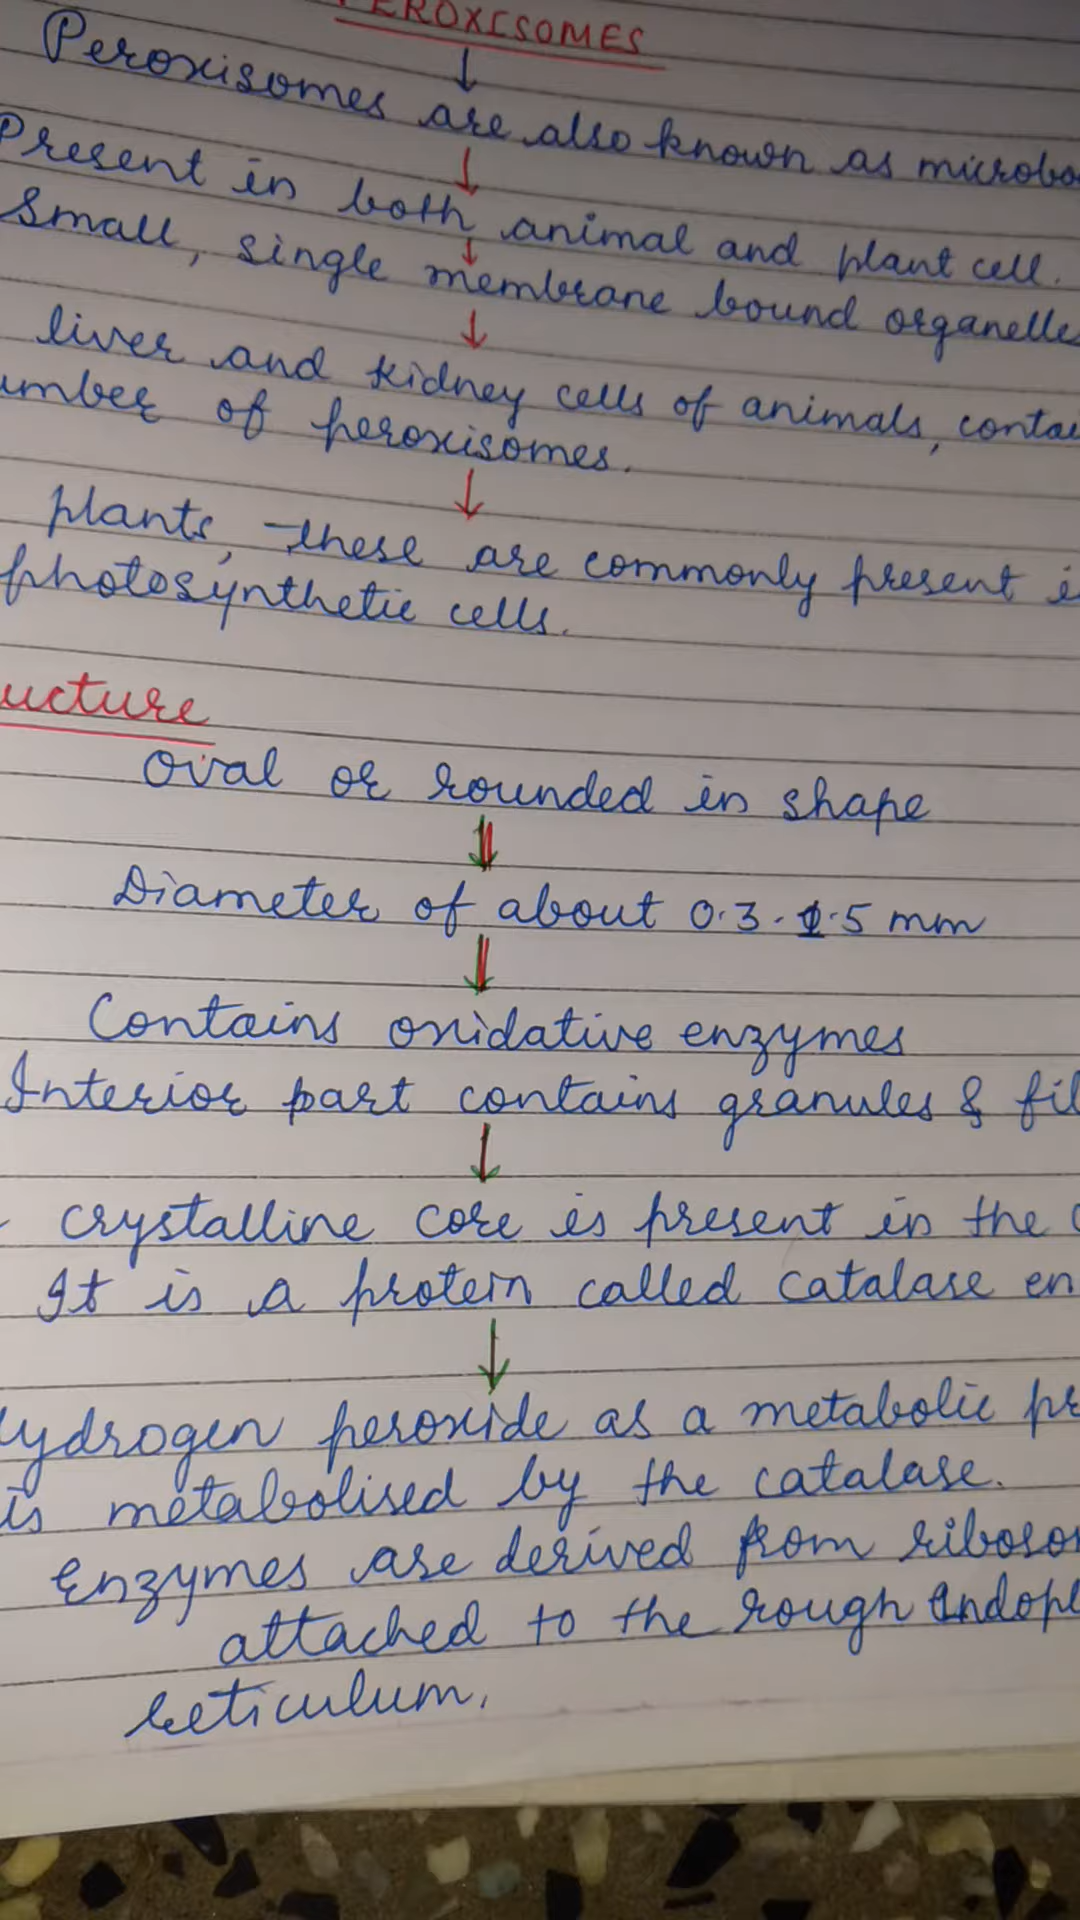 PEROXISOMES
Peroxisomes are also known as microbo
Present in both animal and plant cell.
Small, single membrane bound organelle
liver and kidney cells of animals, contai
umber of peroxisomes.
plants, these are commonly present i
photosynthetic cells.
ucture
Oval or rounded in shape
Diameter of about 0.3-1.5 mm
Contains oxidative enzymes
Interior part contains granules & fil
crystalline core is present in the c
It is a protein called catalase en
hydrogen peroxide as a metabolic pr
is metabolised by the catalase.
enzymes are derived from riboso
attached to the rough Endopl
reticulum.